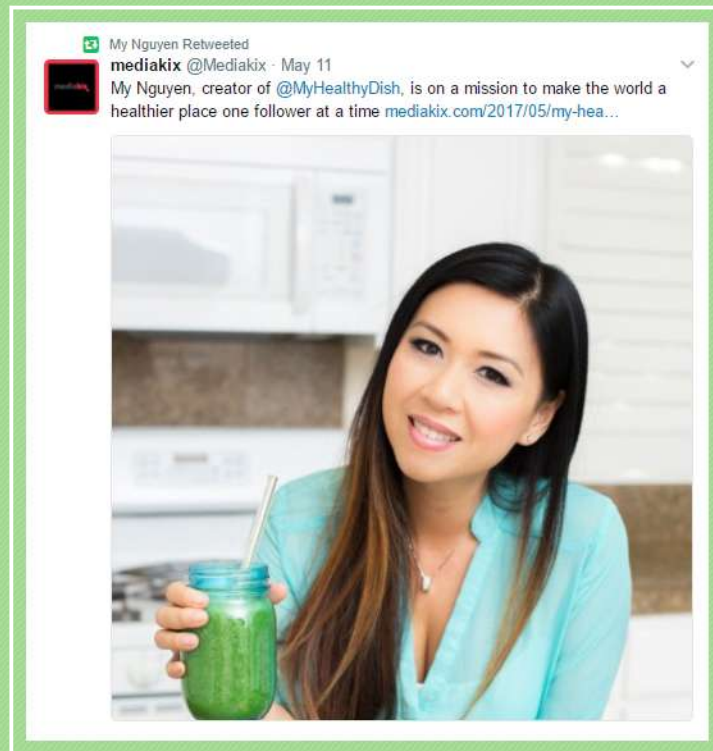 My Nguyen Retweeted
mediakix @Mediakix · May 11
My Nguyen, creator of @MyHealthyDish, is on a mission to make the world a
healthier place one follower at a time mediakix.com/2017/05/my-hea…
mediakix